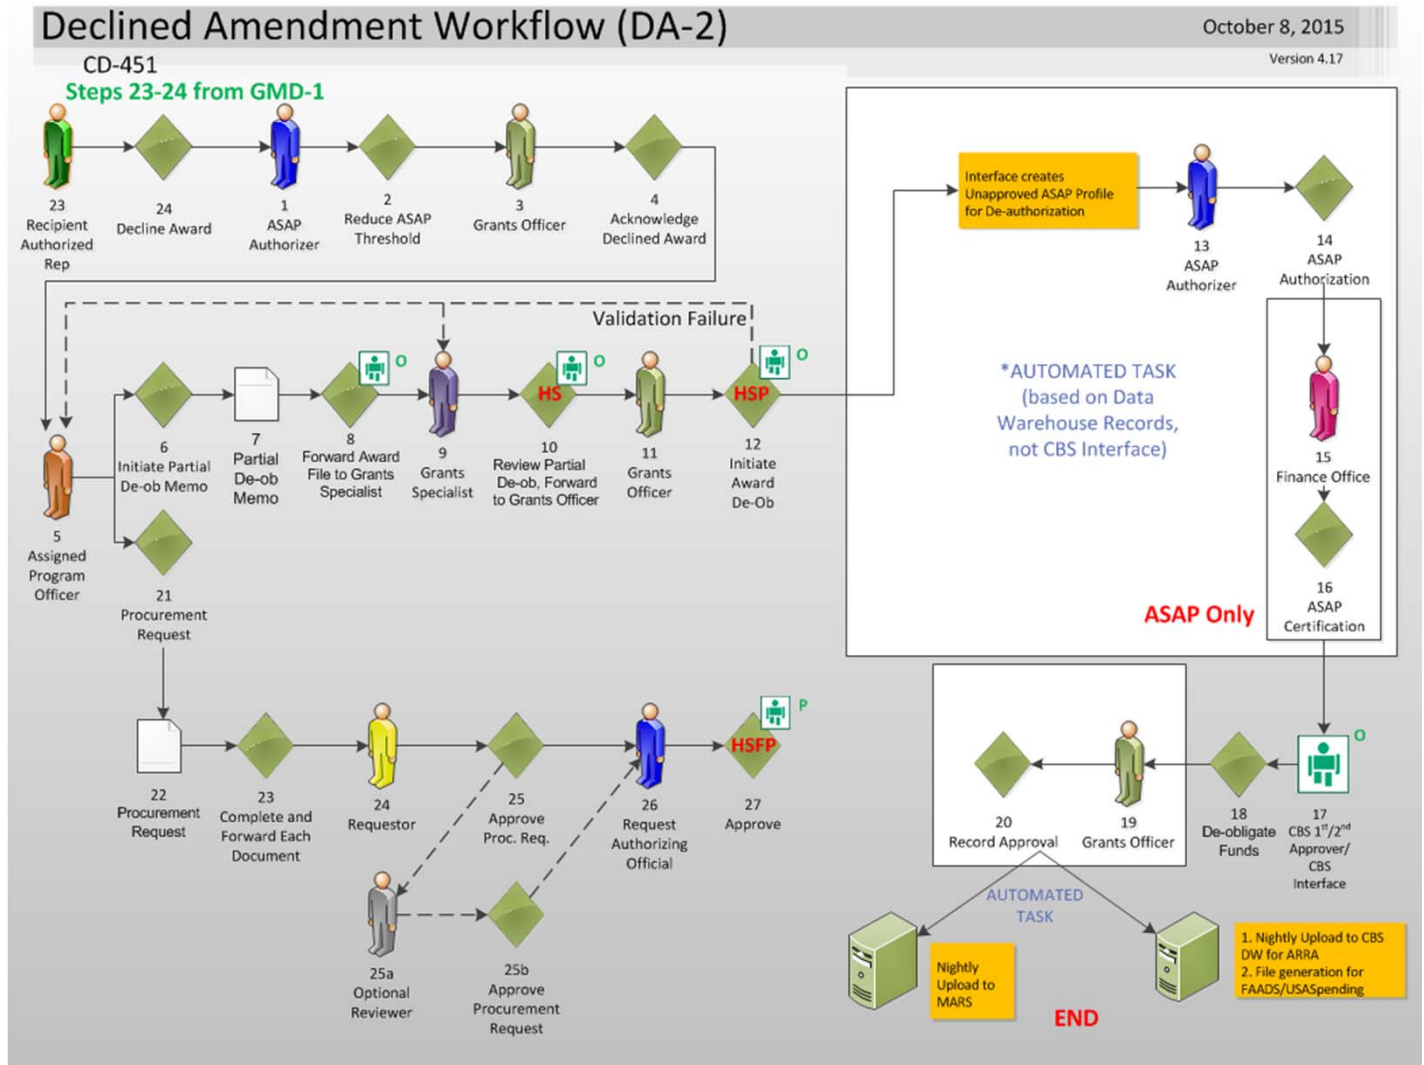 Declined Amendment Workflow (DA-2)
October 8, 2015
Version 4.17
CD-451
Steps 23-24 from GMD-1
23
Recipient
Authorized
Rep
24
Decline Award
1
ASAP
Authorizer
2
Reduce ASAP
Threshold
3
Grants Officer
4
Acknowledge
Declined Award
Interface creates
Unapproved ASAP Profile
for De-authorization
13
ASAP
Authorizer
14
ASAP
Authorization
Validation Failure
O
O
O
HS
HSP
5
Assigned
Program
Officer
6
Initiate Partial
De-ob Memo
7
Partial
De-ob
Memo
8
Forward Award
File to Grants
Specialist
9
Grants
Specialist
10
Review Partial
De-ob, Forward
to Grants Officer
11
Grants
Officer
12
Initiate
Award
De-Ob
*AUTOMATED TASK
(based on Data
Warehouse Records,
not CBS Interface)
15
Finance Office
16
ASAP
Certification
ASAP Only
21
Procurement
Request
22
Procurement
Request
23
Complete and
Forward Each
Document
24
Requestor
25
Approve
Proc. Req.
26
Request
Authorizing
Official
P
HSFP
27
Approve
25a
Optional
Reviewer
25b
Approve
Procurement
Request
O
17
CBS 1st/2nd
Approver/
CBS
Interface
18
De-obligate
Funds
19
Grants Officer
20
Record Approval
AUTOMATED
TASK
Nightly
Upload to
MARS
1. Nightly Upload to CBS
DW for ARRA
2. File generation for
FAADS/USASpending
END